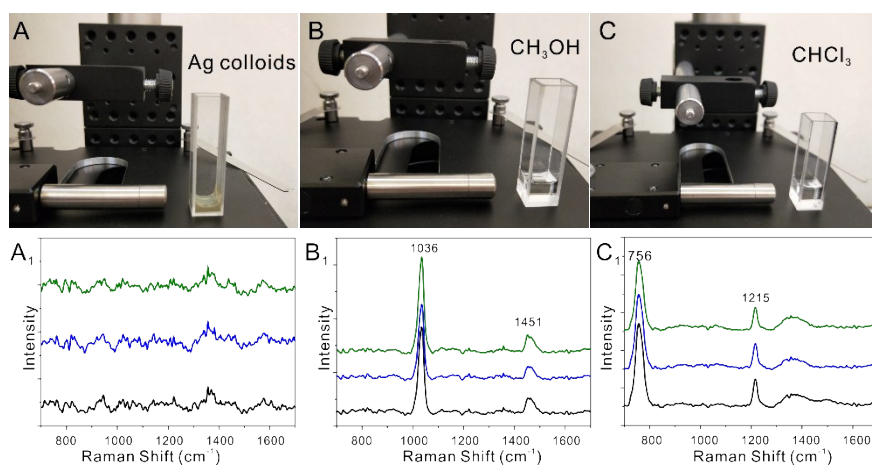 A
Ag colloids
B
CH₃OH
C
CHCl₃
A₁
Intensity
800 1000 1200 1400 1600
Raman Shift (cm⁻¹)
B₁
1036
1451
Intensity
800 1000 1200 1400 1600
Raman Shift (cm⁻¹)
C₁
756
1215
Intensity
800 1000 1200 1400 1600
Raman Shift (cm⁻¹)